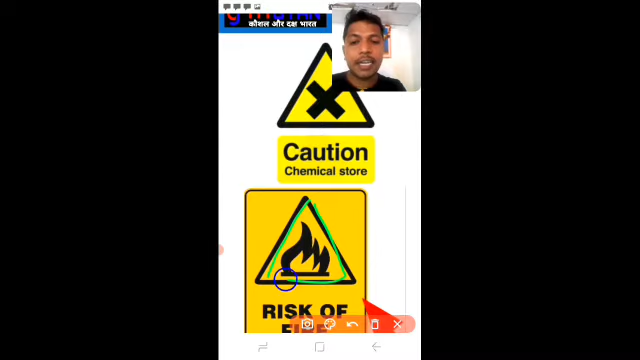 कौशल और दक्ष भारत
Caution
Chemical store
RISK OF